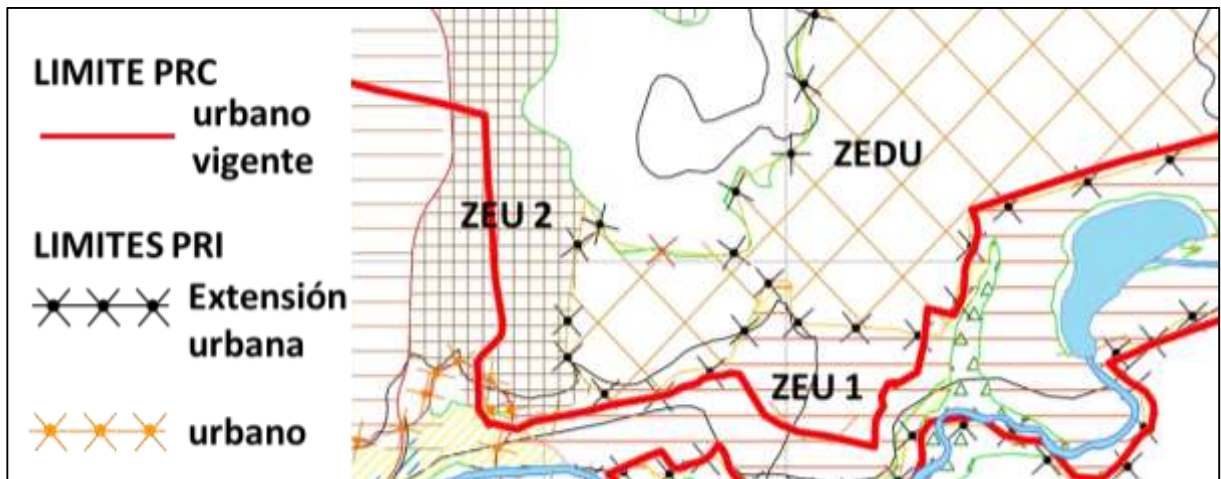 LIMITE PRC
urbano
vigente
LIMITES PRI
Extensión
urbana
urbano
ZEDU
ZEU 2
ZEU 1